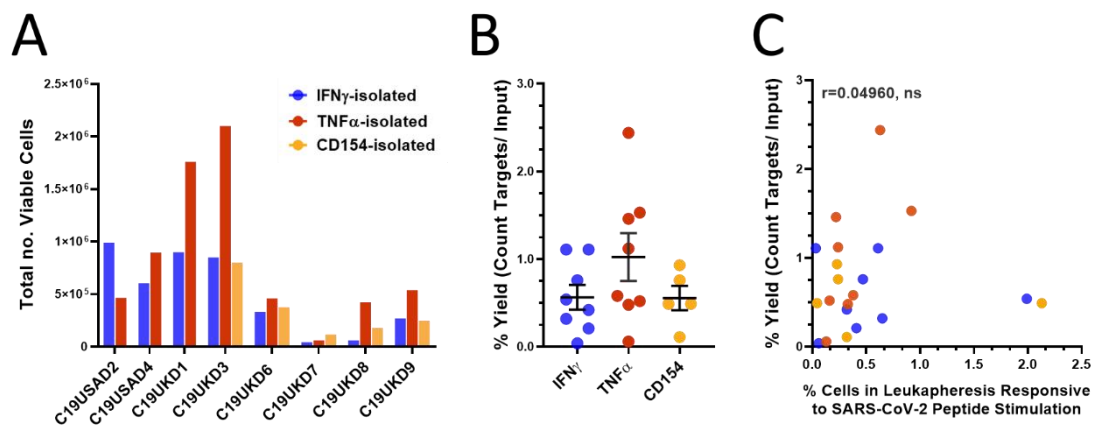 A
Total no. Viable Cells
2.5×10⁶
2×10⁶
1.5×10⁶
1×10⁶
5×10⁵
0
IFNγ-isolated
TNFα-isolated
CD154-isolated
C19USAD2
C19USAD4
C19UKD1
C19UKD3
C19UKD6
C19UKD7
C19UKD8
C19UKD9
B
% Yield (Count Targets/ Input)
3.0
2.0
1.0
0.0
IFNγ
TNFα
CD154
C
% Yield (Count Targets/ Input)
3
2
1
0
r=0.04960, ns
0.0 0.5 1.0 1.5 2.0 2.5
% Cells in Leukapheresis Responsive
to SARS-CoV-2 Peptide Stimulation